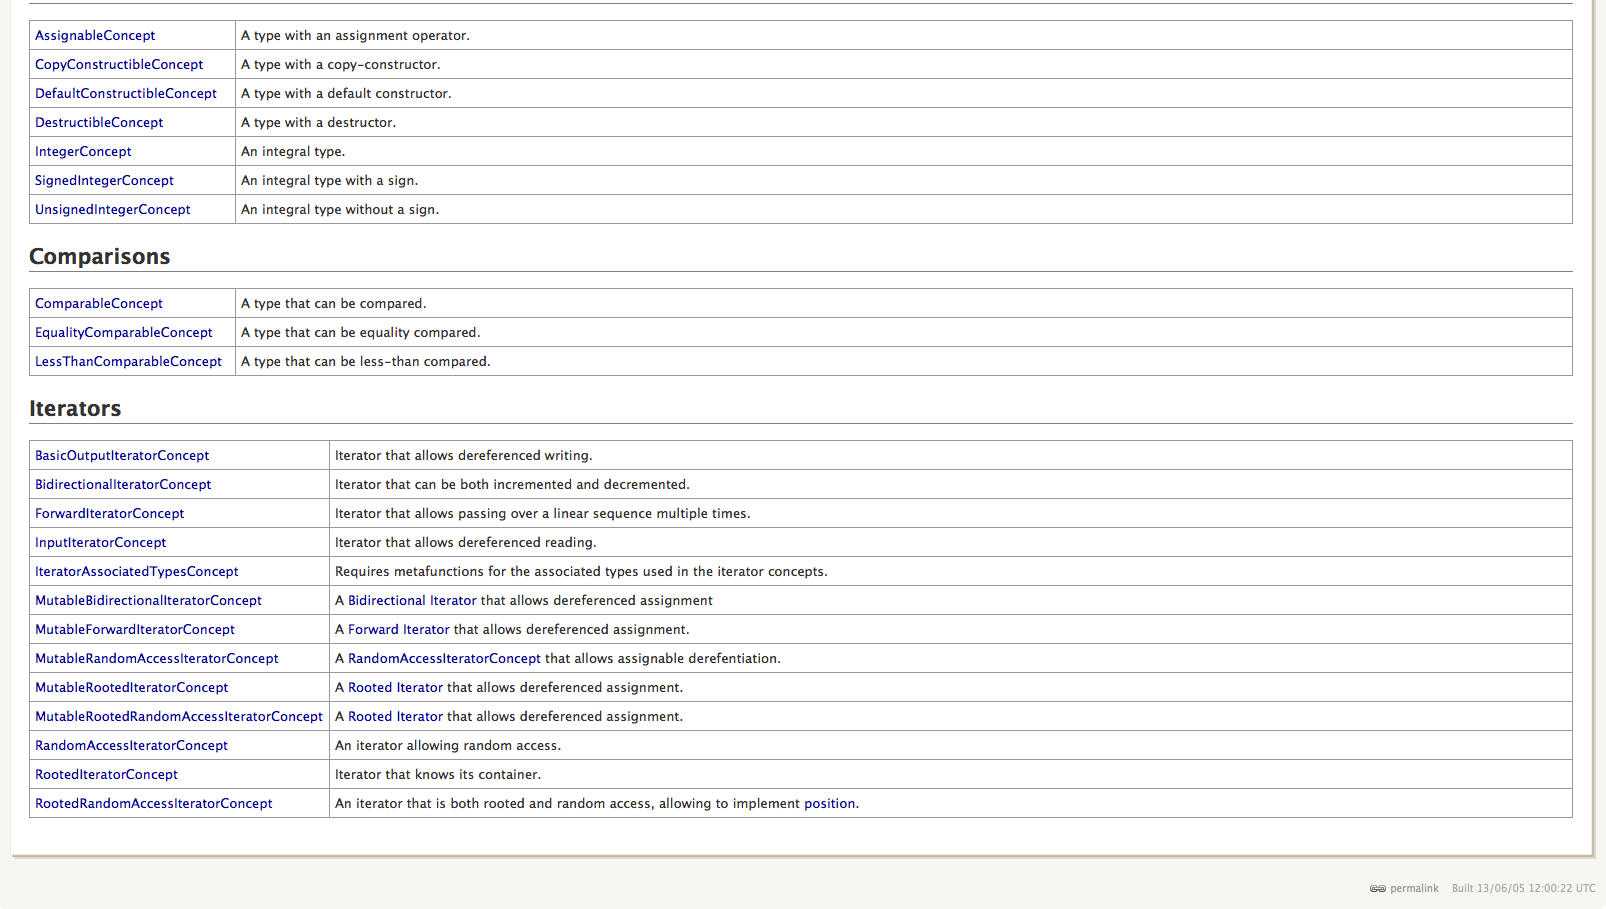 AssignableConcept A type with an assignment operator.
CopyConstructibleConcept A type with a copy-constructor.
DefaultConstructibleConcept A type with a default constructor.
DestructibleConcept A type with a destructor.
IntegerConcept An integral type.
SignedIntegerConcept An integral type with a sign.
UnsignedIntegerConcept An integral type without a sign.
Comparisons
ComparableConcept A type that can be compared.
EqualityComparableConcept A type that can be equality compared.
LessThanComparableConcept A type that can be less-than compared.
Iterators
BasicOutputIteratorConcept Iterator that allows dereferenced writing.
BidirectionalIteratorConcept Iterator that can be both incremented and decremented.
ForwardIteratorConcept Iterator that allows passing over a linear sequence multiple times.
InputIteratorConcept Iterator that allows dereferenced reading.
IteratorAssociatedTypesConcept Requires metafunctions for the associated types used in the iterator concepts.
MutableBidirectionalIteratorConcept A Bidirectional Iterator that allows dereferenced assignment
MutableForwardIteratorConcept A Forward Iterator that allows dereferenced assignment.
MutableRandomAccessIteratorConcept A RandomAccessIteratorConcept that allows assignable derefentiation.
MutableRootedIteratorConcept A Rooted Iterator that allows dereferenced assignment.
MutableRootedRandomAccessIteratorConcept A Rooted Iterator that allows dereferenced assignment.
RandomAccessIteratorConcept An iterator allowing random access.
RootedIteratorConcept Iterator that knows its container.
RootedRandomAccessIteratorConcept An iterator that is both rooted and random access, allowing to implement position.
permalink Built 13/06/05 12:00:22 UTC